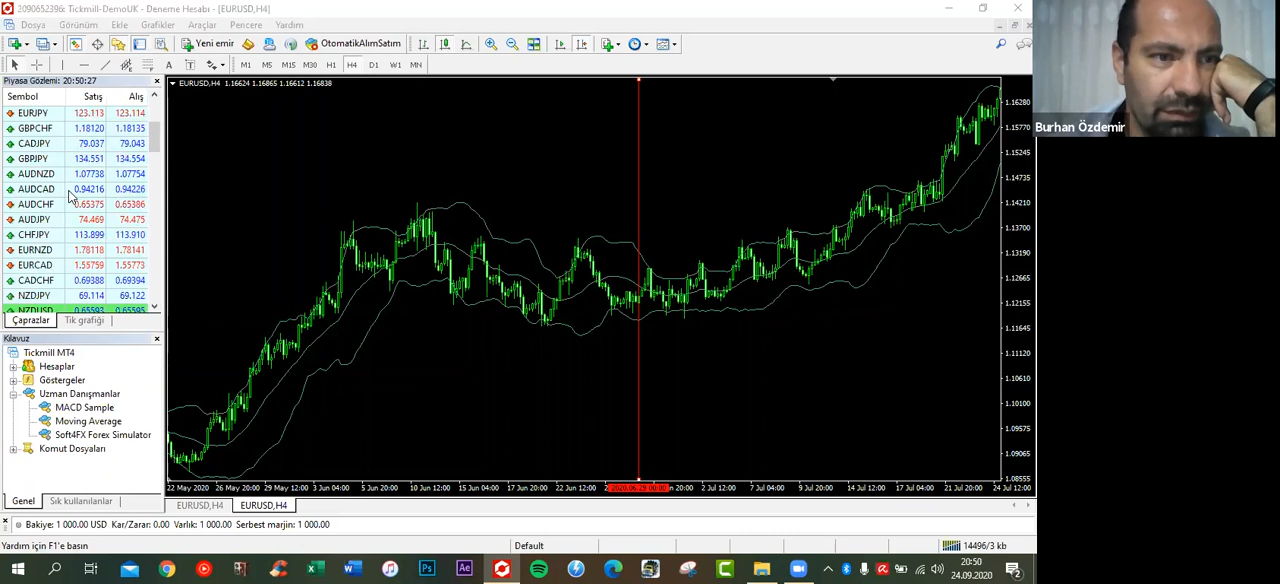 2090652396: Tickmill-DemoUK - Deneme Hesabı - [EURUSD,H4]
Dosya Görünüm Ekle Grafikler Araçlar Pencere Yardım
Yeni emir OtomatikAlımSatım
A T M1 M5 M15 M30 H1 H4 D1 W1 MN
Piyasa Gözlemi: 20:50:27
Sembol Satış Alış
EURJPY 123.113 123.114
GBPCHF 1.18120 1.18135
CADJPY 79.037 79.043
GBPJPY 134.551 134.554
AUDNZD 1.07738 1.07754
AUDCAD 0.94216 0.94226
AUDCHF 0.65375 0.65386
AUDJPY 74.469 74.475
CHFJPY 113.899 113.910
EURNZD 1.78118 1.78141
EURCAD 1.55759 1.55773
CADCHF 0.69388 0.69394
NZDJPY 69.114 69.122
NZDUSD 0.65593 0.65595
Çaprazlar Tik grafiği
Kılavuz
Tickmill MT4
Hesaplar
Göstergeler
Uzman Danışmanlar
MACD Sample
Moving Average
Soft4FX Forex Simulator
Komut Dosyaları
Genel Sık kullanılanlar
EURUSD,H4 1.16624 1.16865 1.16612 1.16838
1.16280
1.15770
1.15245
1.14735
1.14210
1.13700
1.13190
1.12665
1.12155
1.11645
1.11120
1.10610
1.10100
1.09575
1.09065
1.08555
22 May 2020 26 May 20:00 29 May 12:00 3 Jun 04:00 5 Jun 20:00 10 Jun 12:00 15 Jun 04:00 17 Jun 20:00 22 Jun 12:00 2020.06.29 00:00 2 Jul 12:00 7 Jul 04:00 9 Jul 20:00 14 Jul 12:00 17 Jul 04:00 21 Jul 20:00 24 Jul 12:00
EURUSD,H4 EURUSD,H4
Bakiye: 1 000.00 USD Kar/Zarar: 0.00 Varlık: 1 000.00 Serbest marjin: 1 000.00
Yardım için F1'e basın Default 14496/3 kb
Burhan Özdemir
20:50
24.09.2020